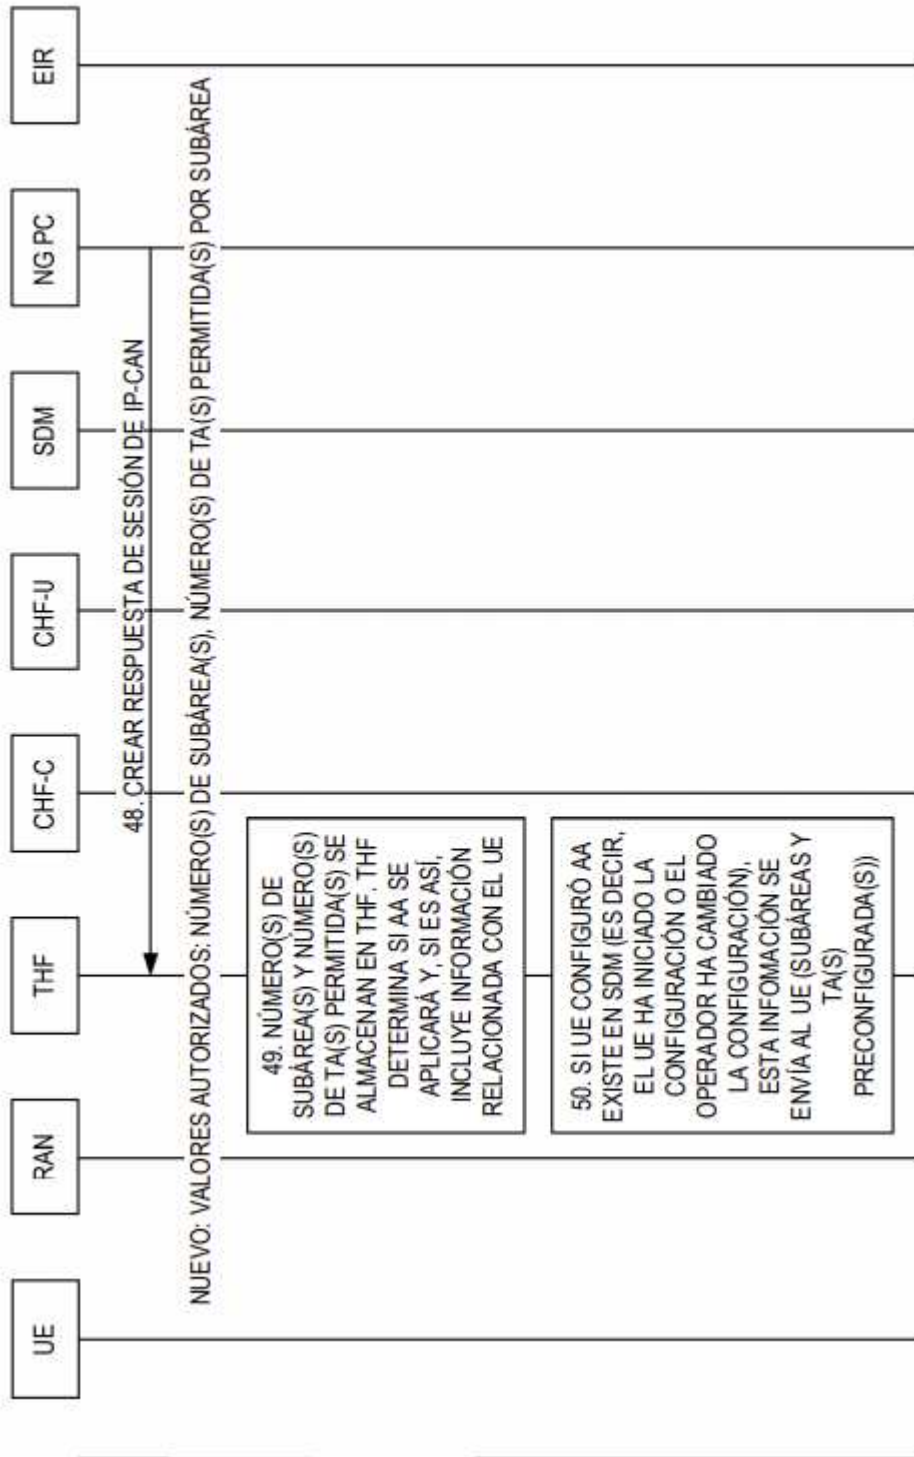 UE
RAN
THF
CHF-C
CHF-U
SDM
NG PC
EIR
48. CREAR RESPUESTA DE SESIÓN DE IP-CAN
NUEVO: VALORES AUTORIZADOS: NÚMERO(S) DE SUBÁREA(S), NÚMERO(S) DE TA(S) PERMITIDA(S) POR SUBÁREA
49. NÚMERO(S) DE
SUBÁREA(S) Y NÚMERO(S)
DE TA(S) PERMITIDA(S) SE
ALMACENAN EN THF. THF
DETERMINA SI AA SE
APLICARÁ Y, SI ES ASÍ,
INCLUYE INFORMACIÓN
RELACIONADA CON EL UE
50. SI UE CONFIGURÓ AA
EXISTE EN SDM (ES DECIR,
EL UE HA INICIADO LA
CONFIGURACIÓN O EL
OPERADOR HA CAMBIADO
LA CONFIGURACIÓN),
ESTA INFOMACIÓN SE
ENVÍA AL UE (SUBÁREAS Y
TA(S)
PRECONFIGURADA(S))